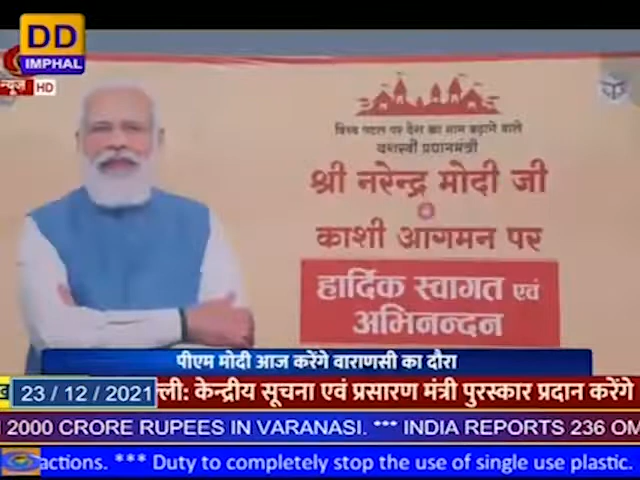 DD
IMPHAL
न्यूज़ HD
विश्व पटल पर देश का मान बढ़ाने वाले
यशस्वी प्रधानमंत्री
श्री नरेन्द्र मोदी जी
काशी आगमन पर
हार्दिक स्वागत एवं
अभिनन्दन
पीएम मोदी आज करेंगे वाराणसी का दौरा
23 / 12 / 2021
ल्ली: केन्द्रीय सूचना एवं प्रसारण मंत्री पुरस्कार प्रदान करेंगे
2000 CRORE RUPEES IN VARANASI. *** INDIA REPORTS 236 OM
actions. *** Duty to completely stop the use of single use plastic.